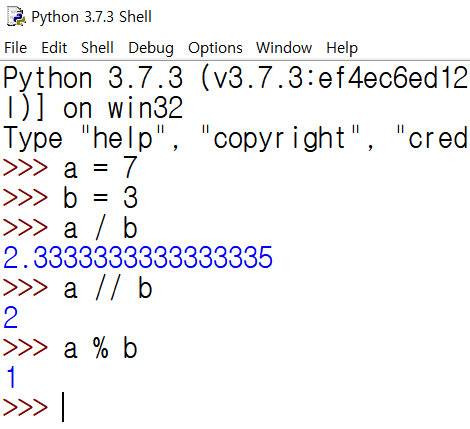 Python 3.7.3 Shell
File Edit Shell Debug Options Window Help
Python 3.7.3 (v3.7.3:ef4ec6ed12
l)] on win32
Type "help", "copyright", "cred
>>> a = 7
>>> b = 3
>>> a / b
2.3333333333333335
>>> a // b
2
>>> a % b
1
>>>